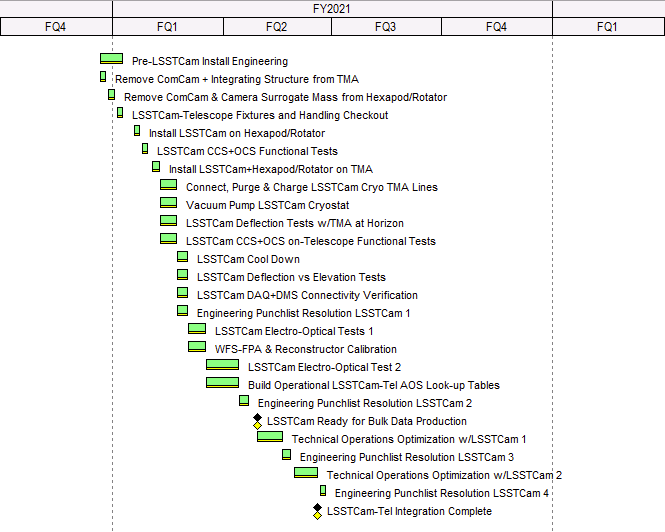 FY2021
FQ4 FQ1 FQ2 FQ3 FQ4 FQ1
Pre-LSSTCam Install Engineering
Remove ComCam + Integrating Structure from TMA
Remove ComCam & Camera Surrogate Mass from Hexapod/Rotator
LSSTCam-Telescope Fixtures and Handling Checkout
Install LSSTCam on Hexapod/Rotator
LSSTCam CCS+OCS Functional Tests
Install LSSTCam+Hexapod/Rotator on TMA
Connect, Purge & Charge LSSTCam Cryo TMA Lines
Vacuum Pump LSSTCam Cryostat
LSSTCam Deflection Tests w/TMA at Horizon
LSSTCam CCS+OCS on-Telescope Functional Tests
LSSTCam Cool Down
LSSTCam Deflection vs Elevation Tests
LSSTCam DAQ+DMS Connectivity Verification
Engineering Punchlist Resolution LSSTCam 1
LSSTCam Electro-Optical Tests 1
WFS-FPA & Reconstructor Calibration
LSSTCam Electro-Optical Test 2
Build Operational LSSTCam-Tel AOS Look-up Tables
Engineering Punchlist Resolution LSSTCam 2
LSSTCam Ready for Bulk Data Production
Technical Operations Optimization w/LSSTCam 1
Engineering Punchlist Resolution LSSTCam 3
Technical Operations Optimization w/LSSTCam 2
Engineering Punchlist Resolution LSSTCam 4
LSSTCam-Tel Integration Complete